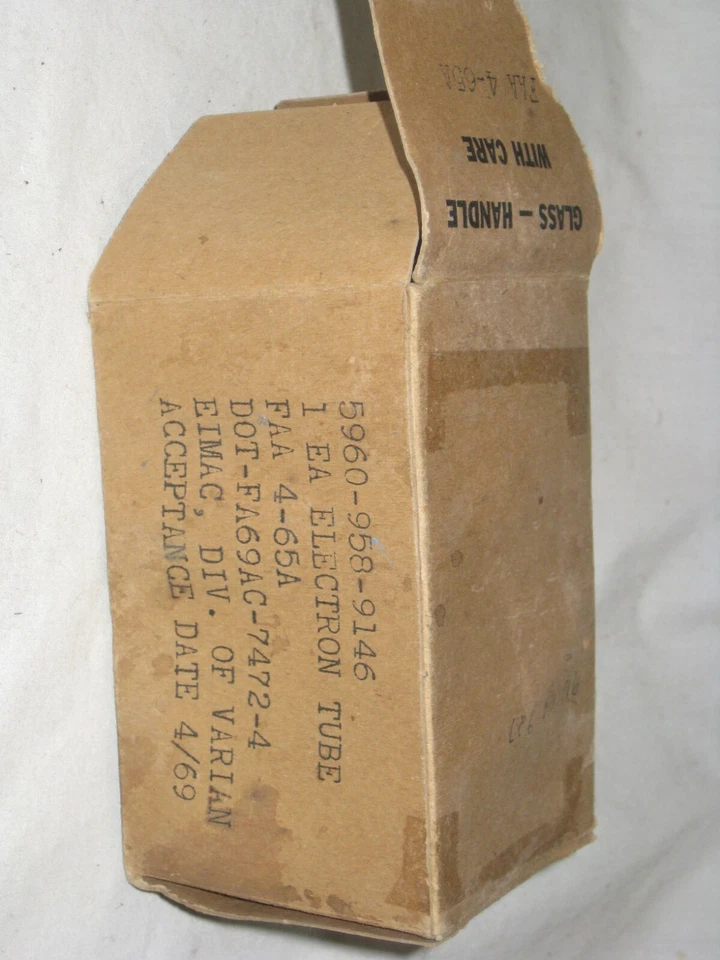 FAA 4-65A
GLASS — HANDLE
WITH CARE
5960-958-9146
1 EA ELECTRON TUBE
FAA 4-65A
DOT-FA69AC-7472-4
EIMAC, DIV. OF VARIAN
ACCEPTANCE DATE 4/69